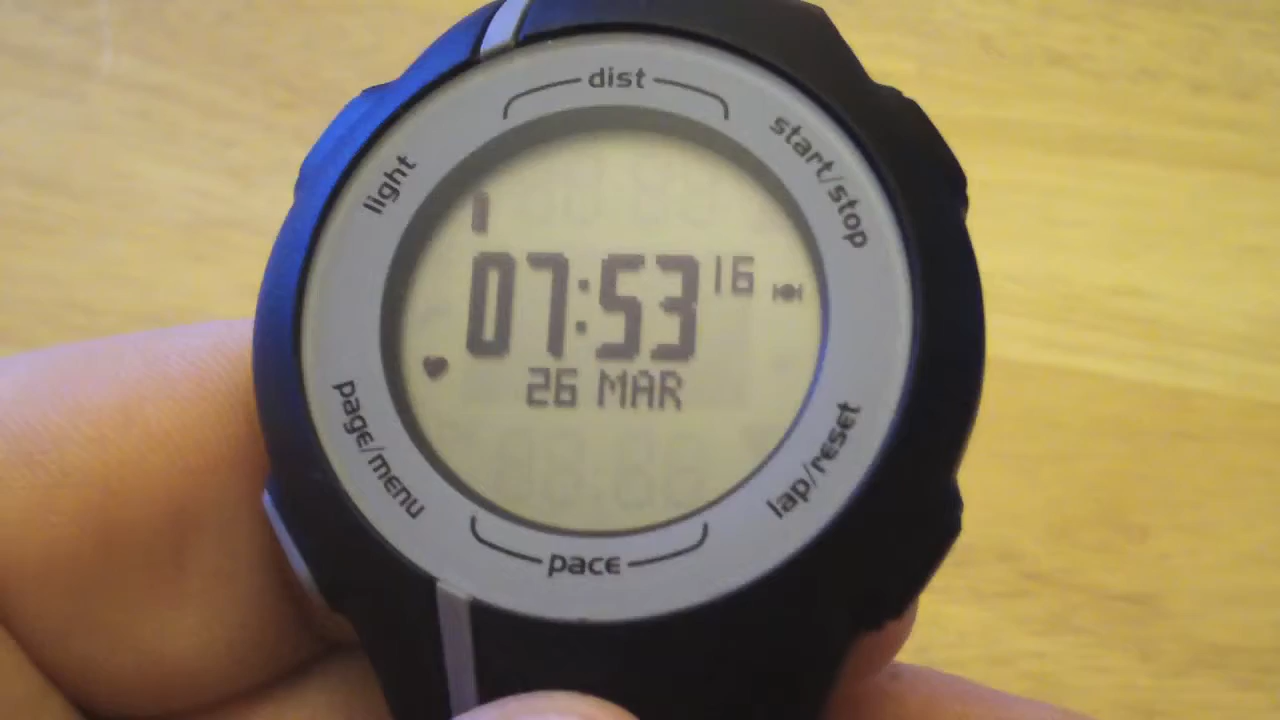 dist
light
start/stop
07:53 16
26 MAR
page/menu
lap/reset
pace